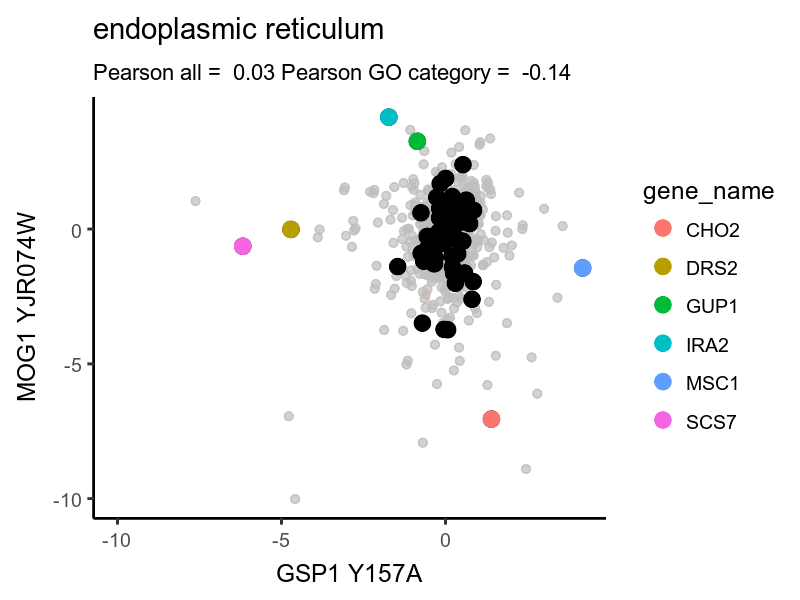 endoplasmic reticulum
Pearson all =  0.03 Pearson GO category =  -0.14
MOG1 YJR074W
0
-5
-10
-10
-5
0
GSP1 Y157A
gene_name
CHO2
DRS2
GUP1
IRA2
MSC1
SCS7